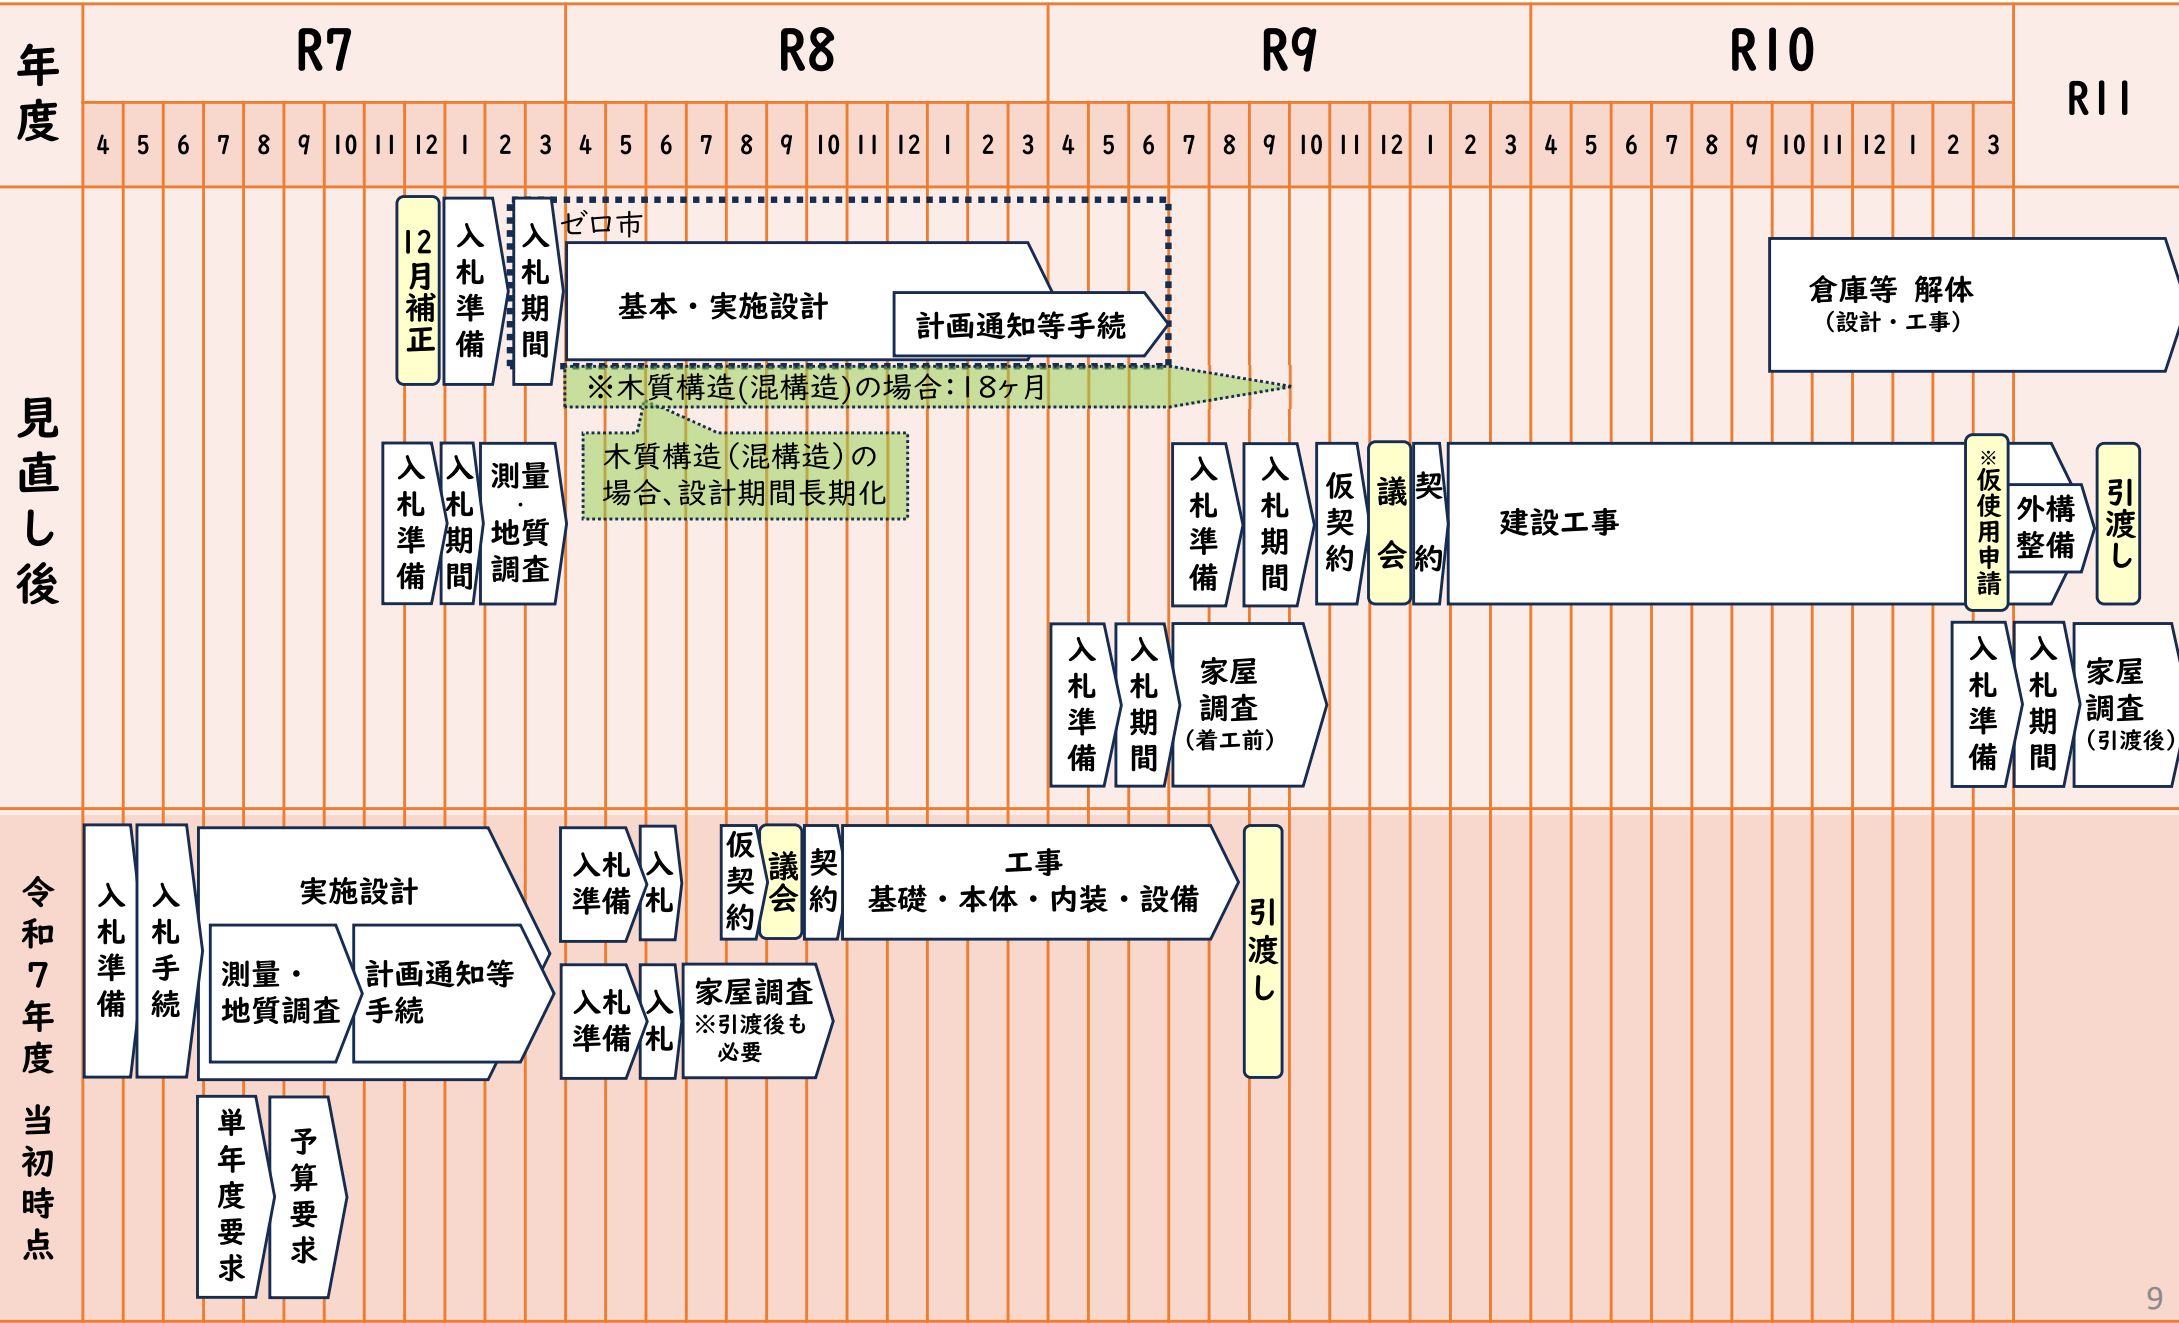 年度
R7
R8
R9
R10
R11
4 5 6 7 8 9 10 11 12 1 2 3 4 5 6 7 8 9 10 11 12 1 2 3 4 5 6 7 8 9 10 11 12 1 2 3 4 5 6 7 8 9 10 11 12 1 2 3
見直し後
12月補正
入札準備
入札期間
ゼロ市
基本・実施設計
計画通知等手続
倉庫等 解体
(設計・工事)
※木質構造(混構造)の場合:18ヶ月
木質構造(混構造)の
場合、設計期間長期化
入札準備
入札期間
測量
・
地質
調査
入札準備
入札期間
仮契約
議会
契約
建設工事
※仮使用申請
外構
整備
引渡し
入札準備
入札期間
家屋
調査
(着工前)
入札準備
入札期間
家屋
調査
(引渡後)
令和7年度 当初時点
入札準備
入札手続
実施設計
測量・
地質調査
計画通知等
手続
入札
準備
入札
仮契約
議会
契約
工事
基礎・本体・内装・設備
引渡し
入札
準備
入札
家屋調査
※引渡後も
必要
単年度要求
予算要求
9